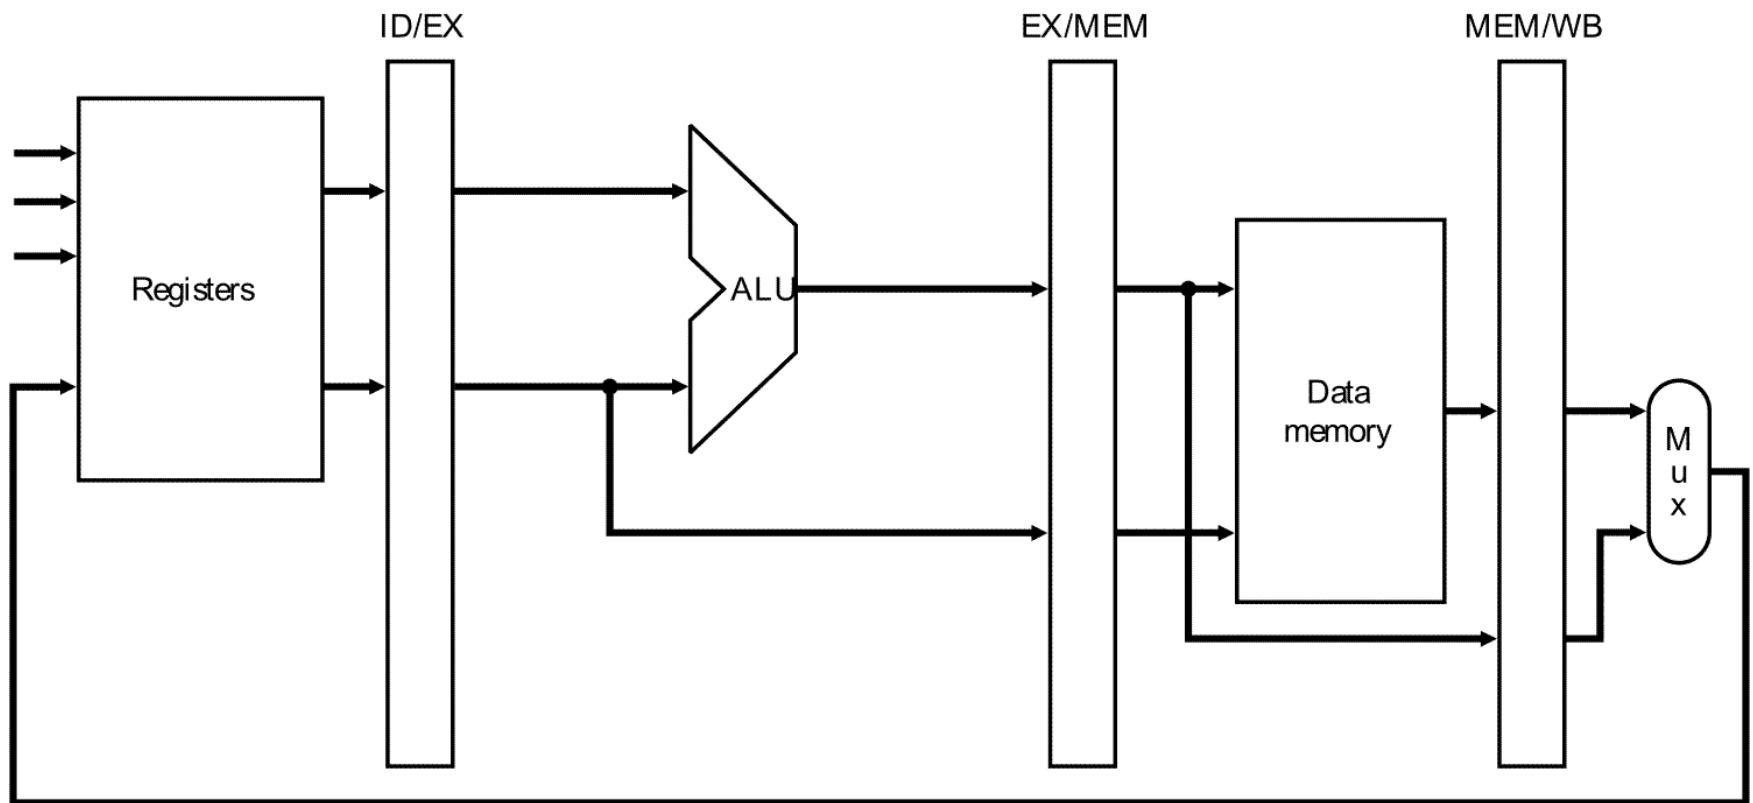 ID/EX
EX/MEM
MEM/WB
Registers
ALU
Data
memory
M
u
x